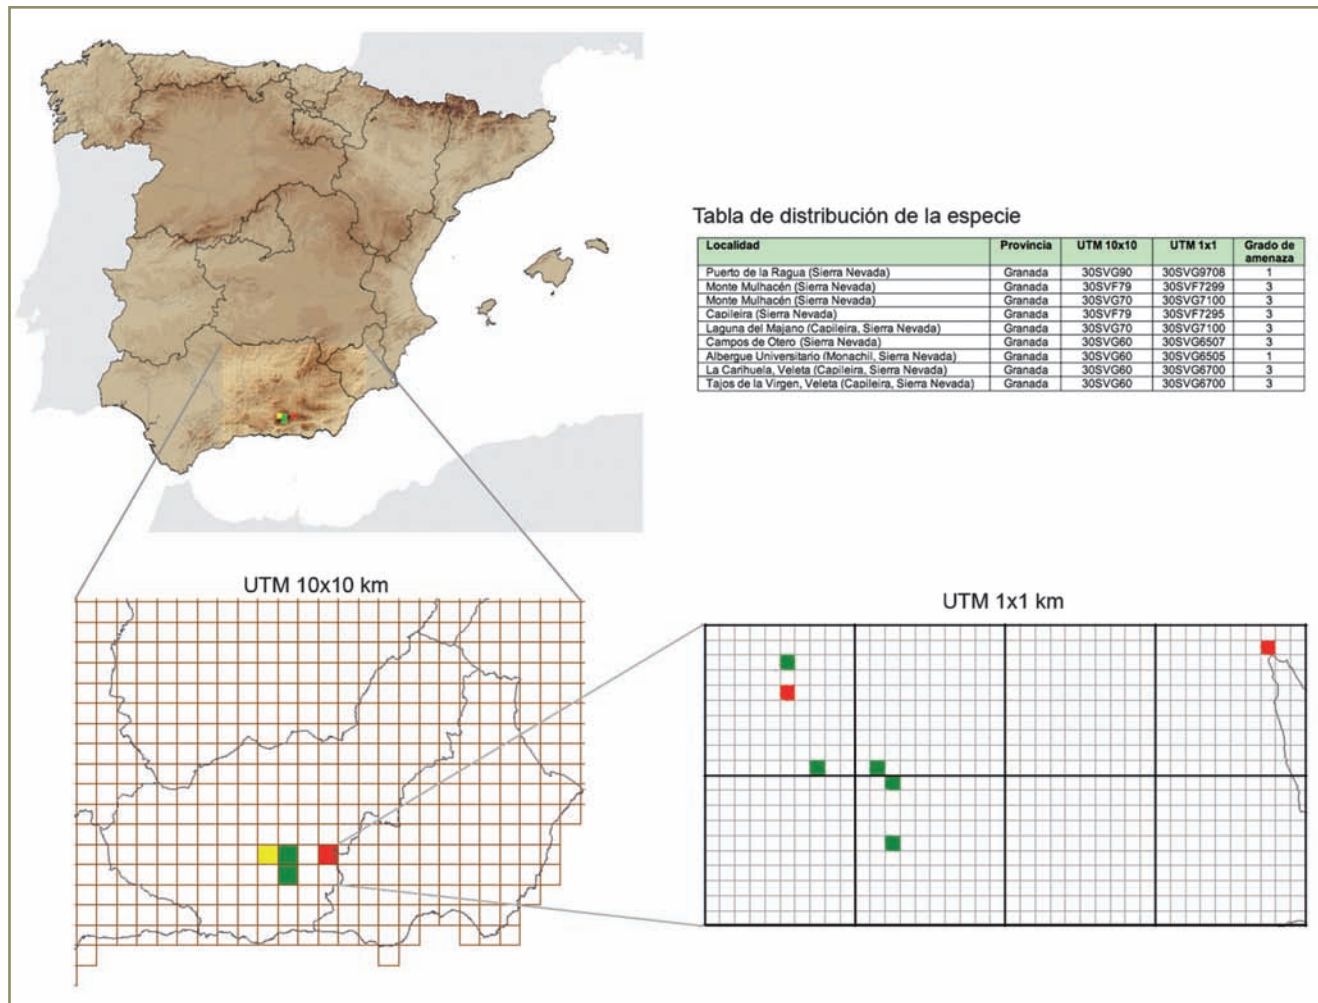 Tabla de distribución de la especie
Localidad Provincia UTM 10x10 UTM 1x1 Grado de amenaza
Puerto de la Ragua (Sierra Nevada) Granada 30SVG90 30SVG9708 1
Monte Mulhacén (Sierra Nevada) Granada 30SVF79 30SVF7299 3
Monte Mulhacén (Sierra Nevada) Granada 30SVG70 30SVG7100 3
Capileira (Sierra Nevada) Granada 30SVF79 30SVF7295 3
Laguna del Majano (Capileira, Sierra Nevada) Granada 30SVG70 30SVG7100 3
Campos de Otero (Sierra Nevada) Granada 30SVG60 30SVG6507 3
Albergue Universitario (Monachil, Sierra Nevada) Granada 30SVG60 30SVG6505 1
La Carihuela, Veleta (Capileira, Sierra Nevada) Granada 30SVG60 30SVG6700 3
Tajos de la Virgen, Veleta (Capileira, Sierra Nevada) Granada 30SVG60 30SVG6700 3
UTM 10x10 km
UTM 1x1 km